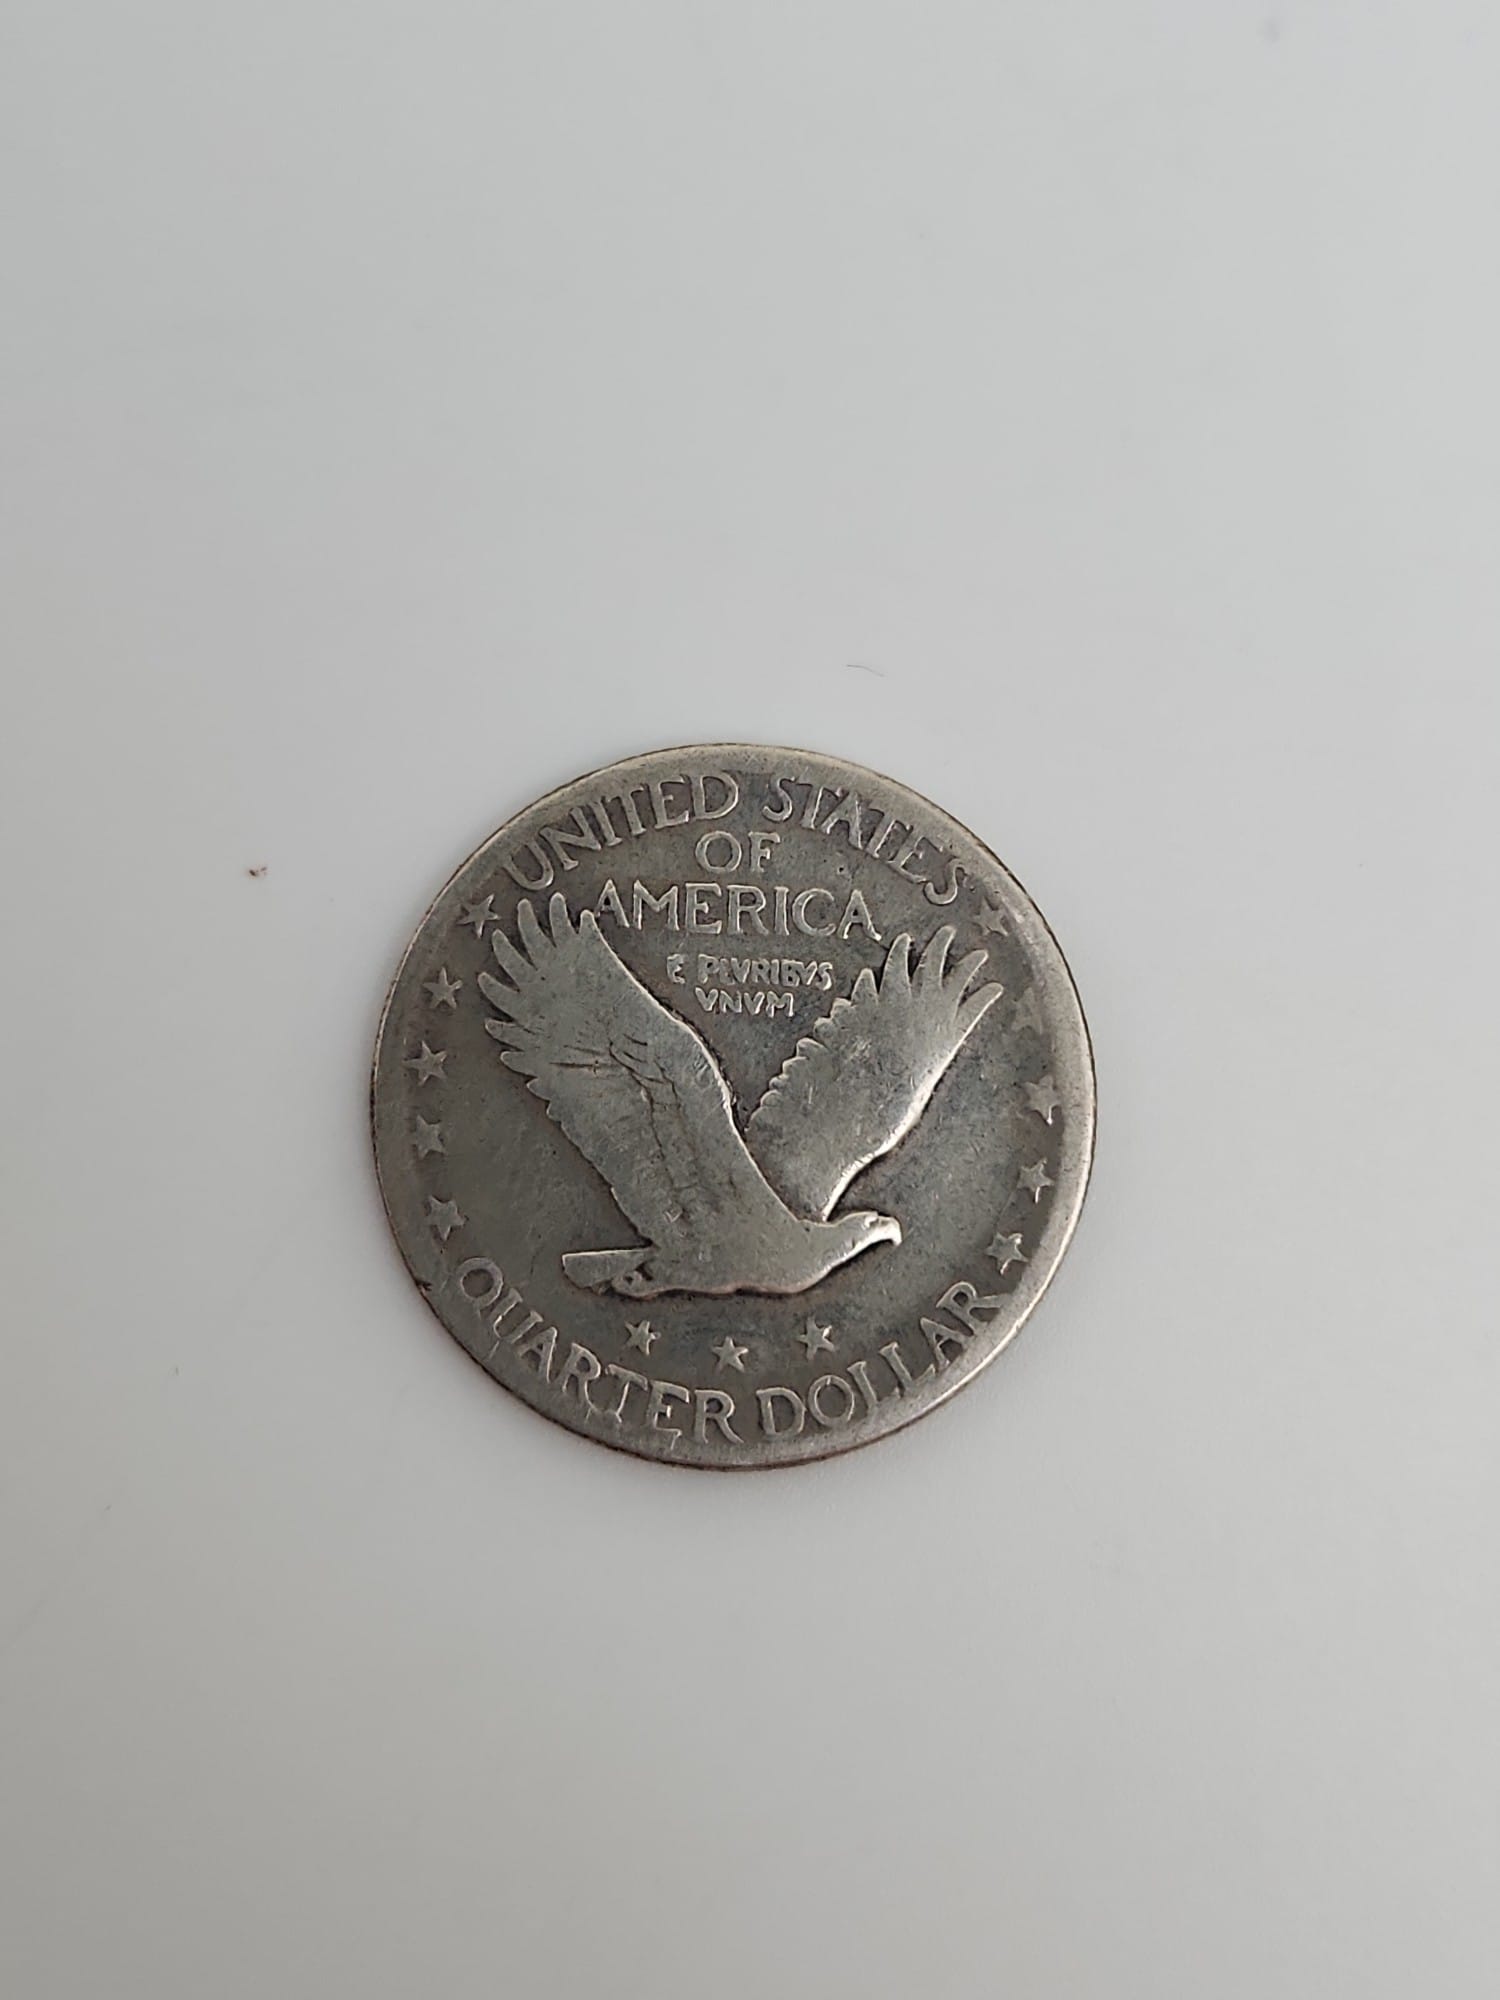 UNITED STATES
OF
AMERICA
E PLVRIBVS
VNVM
QUARTER DOLLAR